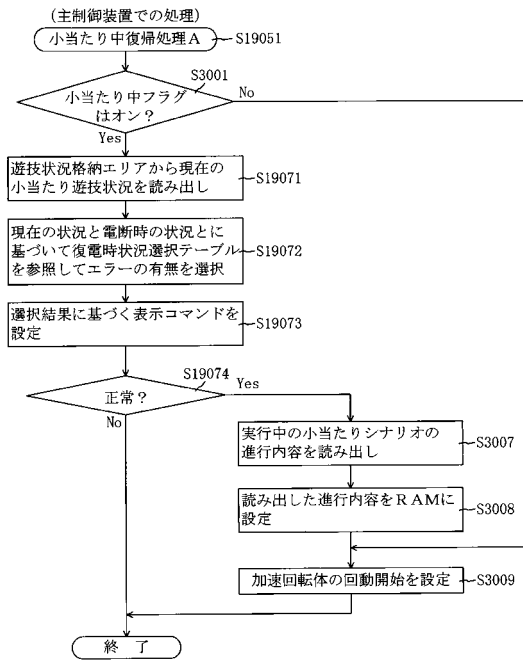 (主制御装置での処理)
小当たり中復帰処理A
S19051
S3001
小当たり中フラグ
はオン？
No
Yes
遊技状況格納エリアから現在の
小当たり遊技状況を読み出し
S19071
現在の状況と電断時の状況とに
基づいて復電時状況選択テーブル
を参照してエラーの有無を選択
S19072
選択結果に基づく表示コマンドを
設定
S19073
S19074
正常？
Yes
No
実行中の小当たりシナリオの
進行内容を読み出し
S3007
読み出した進行内容をRAMに
設定
S3008
加速回転体の回動開始を設定
S3009
終 了